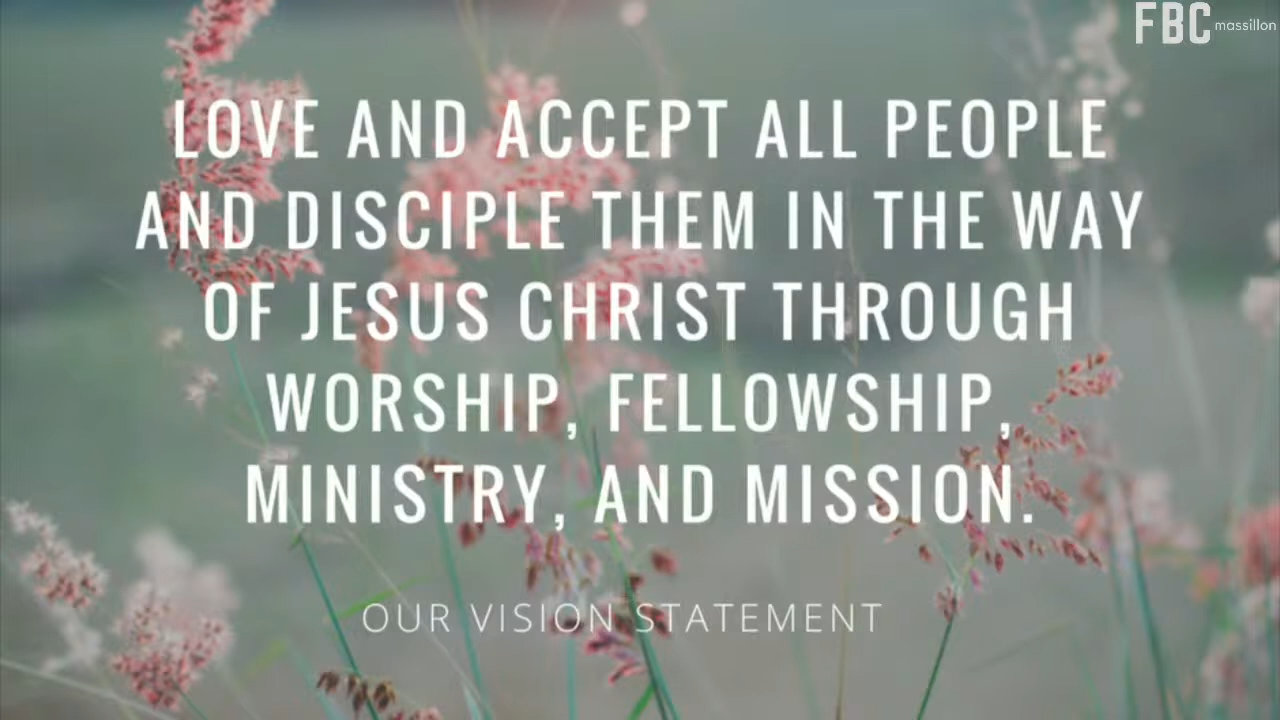 FBC massillon
LOVE AND ACCEPT ALL PEOPLE
AND DISCIPLE THEM IN THE WAY
OF JESUS CHRIST THROUGH
WORSHIP, FELLOWSHIP,
MINISTRY, AND MISSION.
OUR VISION STATEMENT